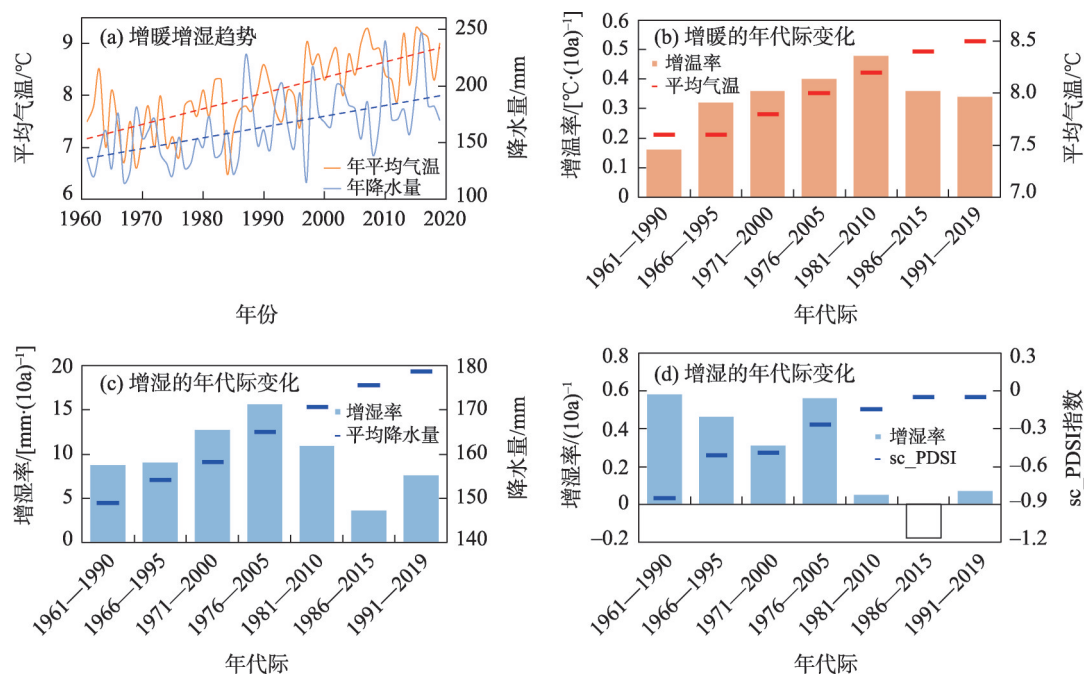 (a) 增暖增湿趋势
平均气温/℃
9
8
7
6
降水量/mm
250
200
150
100
年平均气温
年降水量
1960 1970 1980 1990 2000 2010 2020
年份
(b) 增暖的年代际变化
增温率/[℃·(10a)⁻¹]
0.6
0.5
0.4
0.3
0.2
0.1
0
增温率
平均气温
平均气温/℃
8.5
8.0
7.5
7.0
1961—1990
1966—1995
1971—2000
1976—2005
1981—2010
1986—2015
1991—2019
年代际
(c) 增湿的年代际变化
增湿率/[mm·(10a)⁻¹]
20
15
10
5
0
增湿率
平均降水量
降水量/mm
180
170
160
150
140
1961—1990
1966—1995
1971—2000
1976—2005
1981—2010
1986—2015
1991—2019
年代际
(d) 增湿的年代际变化
增湿率/(10a)⁻¹
0.8
0.6
0.4
0.2
0
−0.2
增湿率
sc_PDSI
sc_PDSI指数
0.3
0
−0.3
−0.6
−0.9
−1.2
1961—1990
1966—1995
1971—2000
1976—2005
1981—2010
1986—2015
1991—2019
年代际